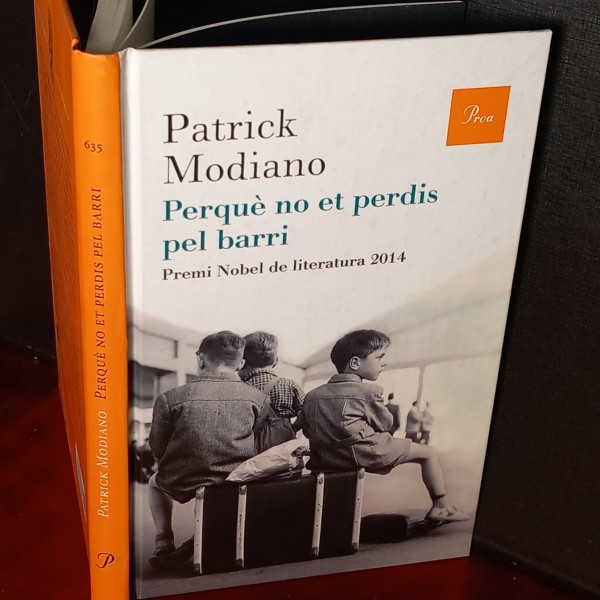 635
PATRICK MODIANO PERQUÈ NO ET PERDIS PEL BARRI
P
Patrick
Modiano
Proa
Perquè no et perdis
pel barri
Premi Nobel de literatura 2014